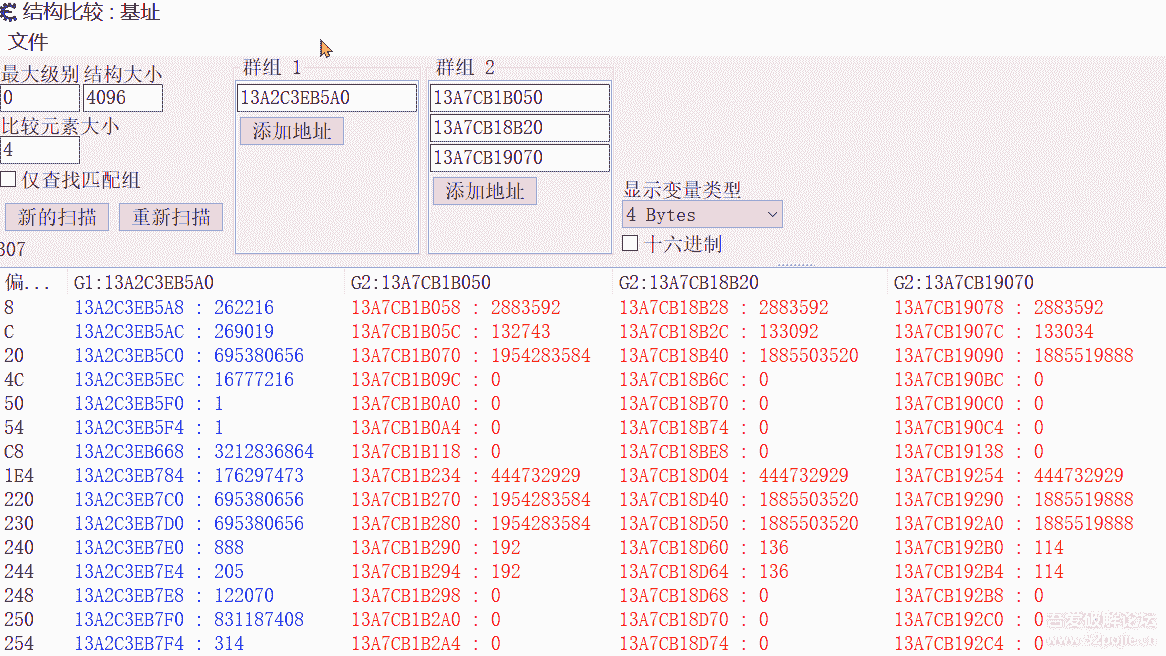 结构比较 : 基址
文件
最大级别 结构大小
0 4096
比较元素大小
4
仅查找匹配组
新的扫描 重新扫描
307
群组 1
13A2C3EB5A0
添加地址
群组 2
13A7CB1B050
13A7CB18B20
13A7CB19070
添加地址
显示变量类型
4 Bytes
十六进制
偏... G1:13A2C3EB5A0 G2:13A7CB1B050 G2:13A7CB18B20 G2:13A7CB19070
8 13A2C3EB5A8 : 262216 13A7CB1B058 : 2883592 13A7CB18B28 : 2883592 13A7CB19078 : 2883592
C 13A2C3EB5AC : 269019 13A7CB1B05C : 132743 13A7CB18B2C : 133092 13A7CB1907C : 133034
20 13A2C3EB5C0 : 695380656 13A7CB1B070 : 1954283584 13A7CB18B40 : 1885503520 13A7CB19090 : 1885519888
4C 13A2C3EB5EC : 16777216 13A7CB1B09C : 0 13A7CB18B6C : 0 13A7CB190BC : 0
50 13A2C3EB5F0 : 1 13A7CB1B0A0 : 0 13A7CB18B70 : 0 13A7CB190C0 : 0
54 13A2C3EB5F4 : 1 13A7CB1B0A4 : 0 13A7CB18B74 : 0 13A7CB190C4 : 0
C8 13A2C3EB668 : 3212836864 13A7CB1B118 : 0 13A7CB18BE8 : 0 13A7CB19138 : 0
1E4 13A2C3EB784 : 176297473 13A7CB1B234 : 444732929 13A7CB18D04 : 444732929 13A7CB19254 : 444732929
220 13A2C3EB7C0 : 695380656 13A7CB1B270 : 1954283584 13A7CB18D40 : 1885503520 13A7CB19290 : 1885519888
230 13A2C3EB7D0 : 695380656 13A7CB1B280 : 1954283584 13A7CB18D50 : 1885503520 13A7CB192A0 : 1885519888
240 13A2C3EB7E0 : 888 13A7CB1B290 : 192 13A7CB18D60 : 136 13A7CB192B0 : 114
244 13A2C3EB7E4 : 205 13A7CB1B294 : 192 13A7CB18D64 : 136 13A7CB192B4 : 114
248 13A2C3EB7E8 : 122070 13A7CB1B298 : 0 13A7CB18D68 : 0 13A7CB192B8 : 0
250 13A2C3EB7F0 : 831187408 13A7CB1B2A0 : 0 13A7CB18D70 : 0 13A7CB192C0 : 0
254 13A2C3EB7F4 : 314 13A7CB1B2A4 : 0 13A7CB18D74 : 0 13A7CB192C4 : 0
吾爱破解论坛
www.52pojie.cn